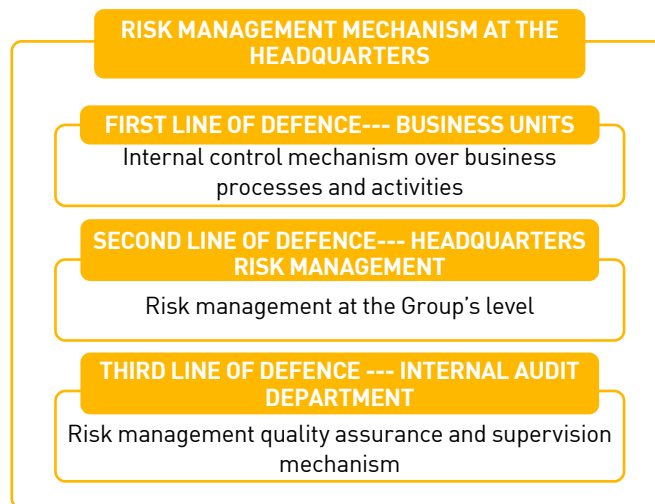 RISK MANAGEMENT MECHANISM AT THE
HEADQUARTERS
FIRST LINE OF DEFENCE--- BUSINESS UNITS
Internal control mechanism over business
processes and activities
SECOND LINE OF DEFENCE--- HEADQUARTERS
RISK MANAGEMENT
Risk management at the Group’s level
THIRD LINE OF DEFENCE --- INTERNAL AUDIT
DEPARTMENT
Risk management quality assurance and supervision
mechanism